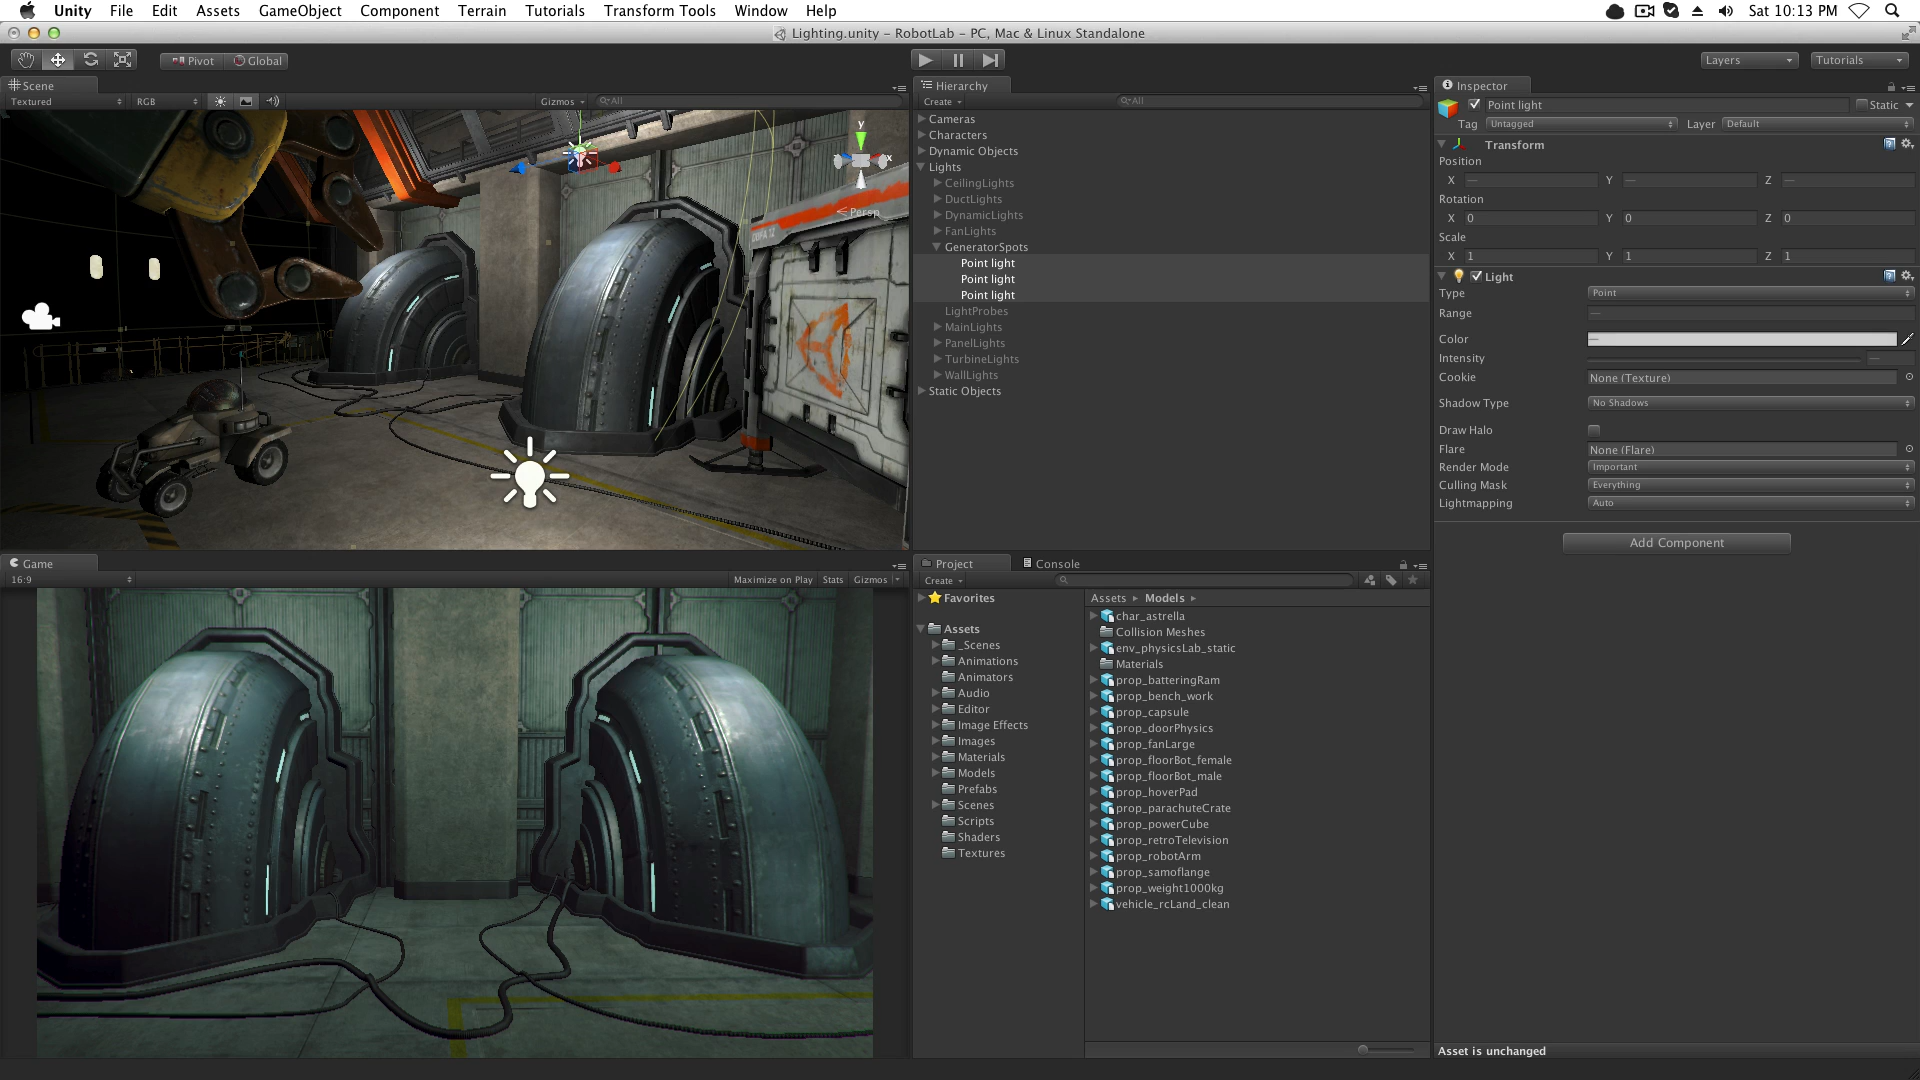 Unity File Edit Assets GameObject Component Terrain Tutorials Transform Tools Window Help Sat 10:13 PM
Lighting.unity – RobotLab – PC, Mac & Linux Standalone
Pivot Global Layers Tutorials
Scene
Textured RGB Gizmos All
y
x
Persp
Game
16:9 Maximize on Play Stats Gizmos
Hierarchy
Create All
Cameras
Characters
Dynamic Objects
Lights
CeilingLights
DuctLights
DynamicLights
FanLights
GeneratorSpots
Point light
Point light
Point light
LightProbes
MainLights
PanelLights
TurbineLights
WallLights
Static Objects
Project Console
Create
Favorites
Assets
_Scenes
Animations
Animators
Audio
Editor
Image Effects
Images
Materials
Models
Prefabs
Scenes
Scripts
Shaders
Textures
Assets Models
char_astrella
Collision Meshes
env_physicsLab_static
Materials
prop_batteringRam
prop_bench_work
prop_capsule
prop_doorPhysics
prop_fanLarge
prop_floorBot_female
prop_floorBot_male
prop_hoverPad
prop_parachuteCrate
prop_powerCube
prop_retroTelevision
prop_robotArm
prop_samoflange
prop_weight1000kg
vehicle_rcLand_clean
Inspector
Point light Static
Tag Untagged Layer Default
Transform
Position
X — Y — Z —
Rotation
X 0 Y 0 Z 0
Scale
X 1 Y 1 Z 1
Light
Type Point
Range —
Color —
Intensity —
Cookie None (Texture)
Shadow Type No Shadows
Draw Halo
Flare None (Flare)
Render Mode Important
Culling Mask Everything
Lightmapping Auto
Add Component
Asset is unchanged